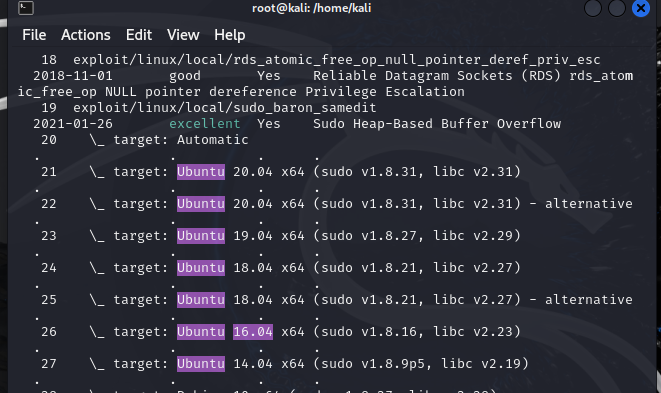 root@kali: /home/kali
File Actions Edit View Help
18 exploit/linux/local/rds_atomic_free_op_null_pointer_deref_priv_esc
2018-11-01 good Yes Reliable Datagram Sockets (RDS) rds_atom
ic_free_op NULL pointer dereference Privilege Escalation
19 exploit/linux/local/sudo_baron_samedit
2021-01-26 excellent Yes Sudo Heap-Based Buffer Overflow
20 \_ target: Automatic
. . . .
21 \_ target: Ubuntu 20.04 x64 (sudo v1.8.31, libc v2.31)
. . . .
22 \_ target: Ubuntu 20.04 x64 (sudo v1.8.31, libc v2.31) - alternative
. . . .
23 \_ target: Ubuntu 19.04 x64 (sudo v1.8.27, libc v2.29)
. . . .
24 \_ target: Ubuntu 18.04 x64 (sudo v1.8.21, libc v2.27)
. . . .
25 \_ target: Ubuntu 18.04 x64 (sudo v1.8.21, libc v2.27) - alternative
. . . .
26 \_ target: Ubuntu 16.04 x64 (sudo v1.8.16, libc v2.23)
. . . .
27 \_ target: Ubuntu 14.04 x64 (sudo v1.8.9p5, libc v2.19)
. . . .